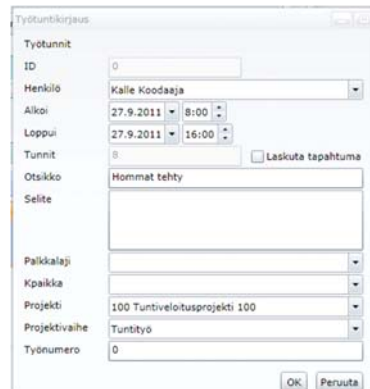 Työtuntikirjaus
Työtunnit
ID 0
Henkilö Kalle Koodaaja
Alkoi 27.9.2011 8:00
Loppui 27.9.2011 16:00
Tunnit 8 Laskuta tapahtuma
Otsikko Hommat tehty
Selite
Palkkalaji
Kpaikka
Projekti 100 Tuntiveloitusprojekti 100
Projektivaihe Tuntityö
Työnumero 0
OK Peruuta